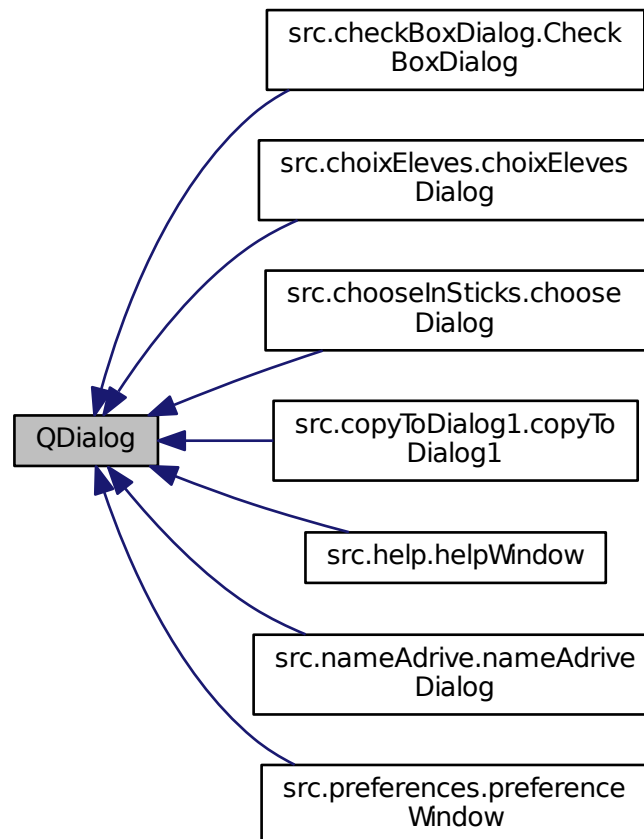 src.checkBoxDialog.Check
BoxDialog
src.choixEleves.choixEleves
Dialog
src.chooseInSticks.choose
Dialog
QDialog
src.copyToDialog1.copyTo
Dialog1
src.help.helpWindow
src.nameAdrive.nameAdrive
Dialog
src.preferences.preference
Window